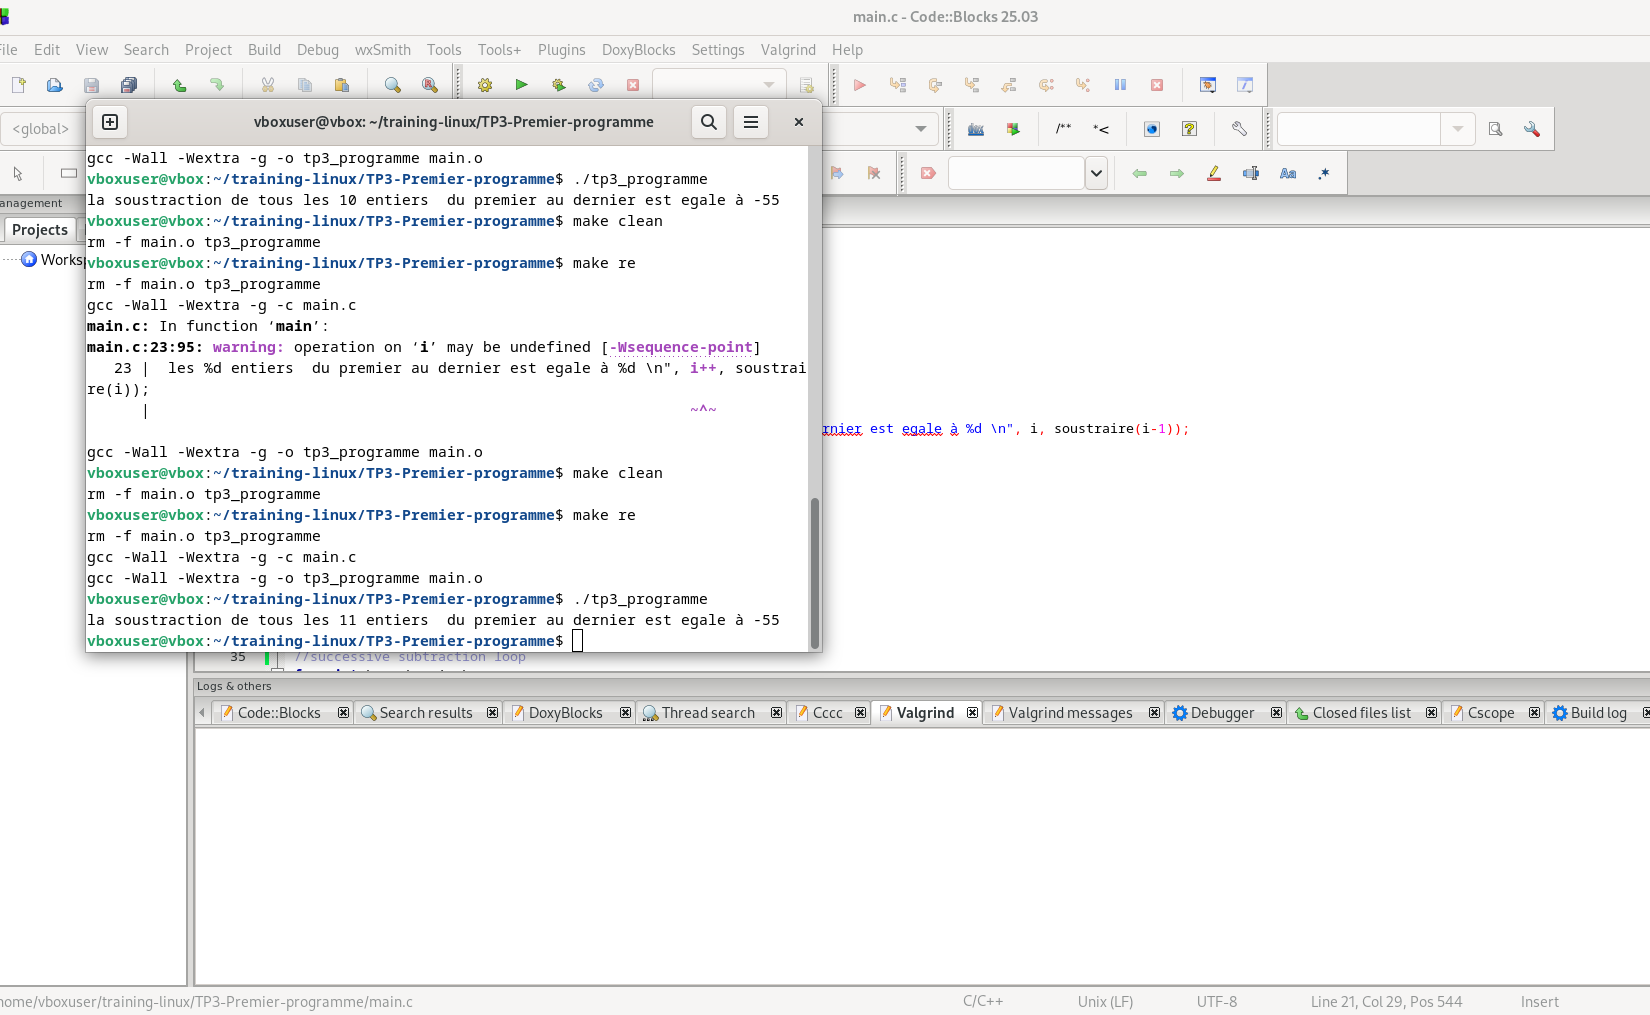 main.c - Code::Blocks 25.03
File Edit View Search Project Build Debug wxSmith Tools Tools+ Plugins DoxyBlocks Settings Valgrind Help
<global>
/** *<
Aa .*
anagement
Projects
Worksp
vboxuser@vbox: ~/training-linux/TP3-Premier-programme
gcc -Wall -Wextra -g -o tp3_programme main.o
vboxuser@vbox:~/training-linux/TP3-Premier-programme$ ./tp3_programme
la soustraction de tous les 10 entiers  du premier au dernier est egale à -55
vboxuser@vbox:~/training-linux/TP3-Premier-programme$ make clean
rm -f main.o tp3_programme
vboxuser@vbox:~/training-linux/TP3-Premier-programme$ make re
rm -f main.o tp3_programme
gcc -Wall -Wextra -g -c main.c
main.c: In function ‘main’:
main.c:23:95: warning: operation on ‘i’ may be undefined [-Wsequence-point]
   23 |  les %d entiers  du premier au dernier est egale à %d \n", i++, soustrai
re(i));
      |                                                            ~^~
gcc -Wall -Wextra -g -o tp3_programme main.o
vboxuser@vbox:~/training-linux/TP3-Premier-programme$ make clean
rm -f main.o tp3_programme
vboxuser@vbox:~/training-linux/TP3-Premier-programme$ make re
rm -f main.o tp3_programme
gcc -Wall -Wextra -g -c main.c
gcc -Wall -Wextra -g -o tp3_programme main.o
vboxuser@vbox:~/training-linux/TP3-Premier-programme$ ./tp3_programme
la soustraction de tous les 11 entiers  du premier au dernier est egale à -55
vboxuser@vbox:~/training-linux/TP3-Premier-programme$
rnier est egale à %d \n", i, soustraire(i-1));
35 //successive subtraction loop
Logs & others
Code::Blocks Search results DoxyBlocks Thread search Cccc Valgrind Valgrind messages Debugger Closed files list Cscope Build log
home/vboxuser/training-linux/TP3-Premier-programme/main.c C/C++ Unix (LF) UTF-8 Line 21, Col 29, Pos 544 Insert